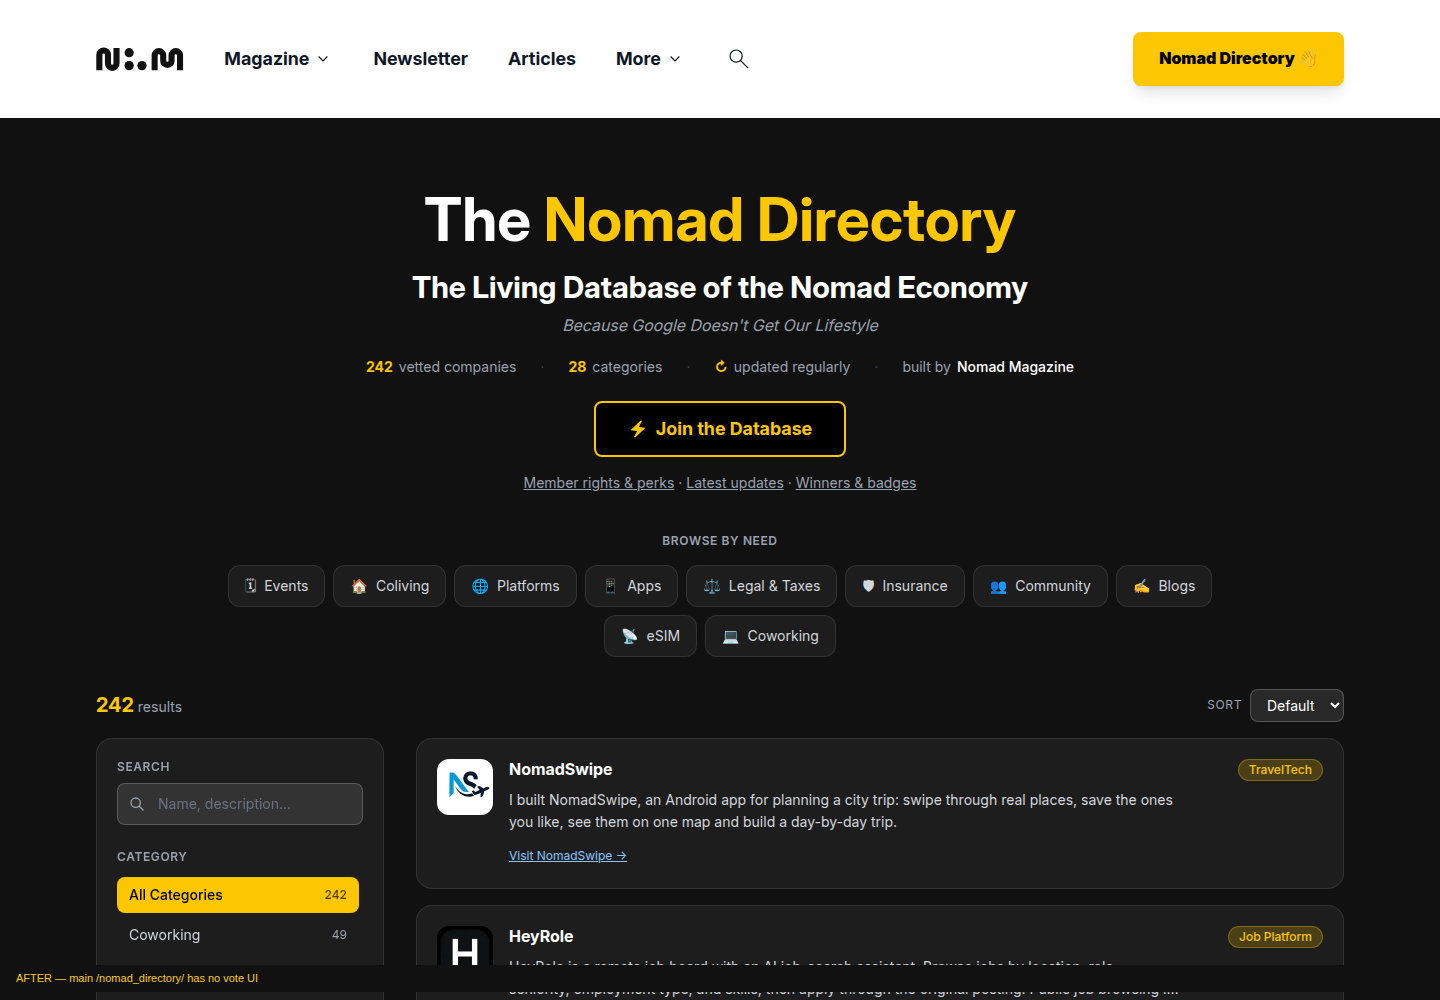 N:.M
Magazine
Newsletter
Articles
More
Nomad Directory 👋
The Nomad Directory
The Living Database of the Nomad Economy
Because Google Doesn't Get Our Lifestyle
242 vetted companies · 28 categories · ↻ updated regularly · built by Nomad Magazine
⚡ Join the Database
Member rights & perks · Latest updates · Winners & badges
BROWSE BY NEED
Events
Coliving
Platforms
Apps
Legal & Taxes
Insurance
Community
Blogs
eSIM
Coworking
242 results
SORT
Default
SEARCH
Name, description...
CATEGORY
All Categories 242
Coworking 49
NS
NomadSwipe
TravelTech
I built NomadSwipe, an Android app for planning a city trip: swipe through real places, save the ones
you like, see them on one map and build a day-by-day trip.
Visit NomadSwipe →
H
HeyRole
Job Platform
AFTER — main /nomad_directory/ has no vote UI